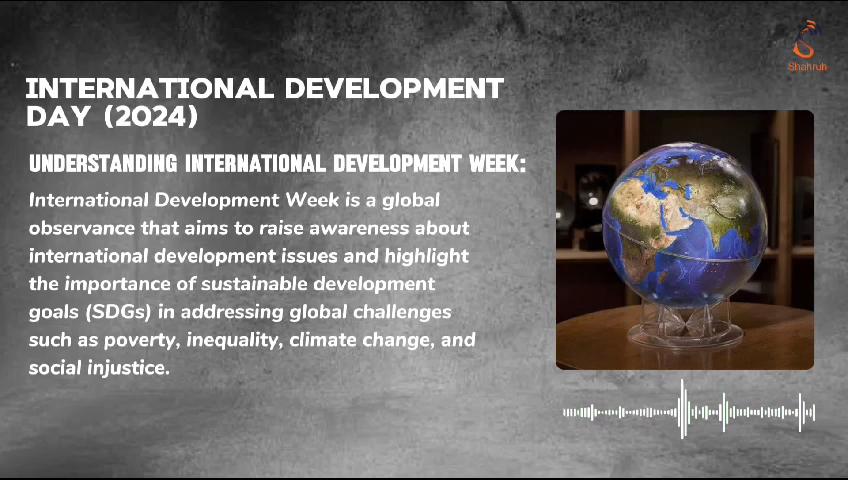 Shahruh
INTERNATIONAL DEVELOPMENT
DAY (2024)
UNDERSTANDING INTERNATIONAL DEVELOPMENT WEEK:
International Development Week is a global
observance that aims to raise awareness about
international development issues and highlight
the importance of sustainable development
goals (SDGs) in addressing global challenges
such as poverty, inequality, climate change, and
social injustice.